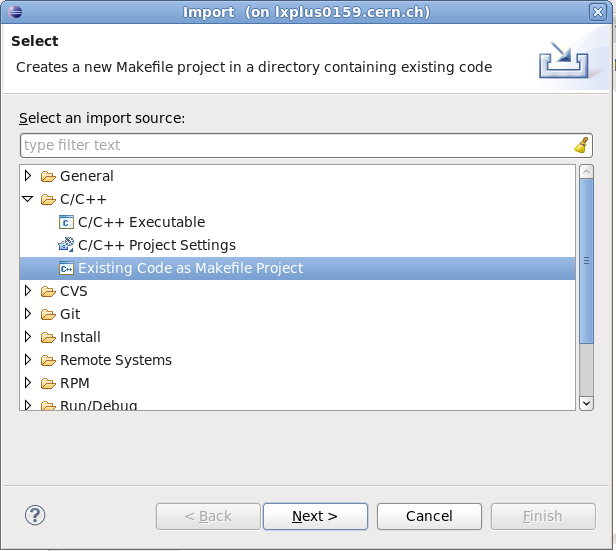 Import (on lxplus0159.cern.ch)
Select
Creates a new Makefile project in a directory containing existing code
Select an import source:
type filter text
General
C/C++
C/C++ Executable
C/C++ Project Settings
Existing Code as Makefile Project
CVS
Git
Install
Remote Systems
RPM
Run/Debug
< Back
Next >
Cancel
Finish